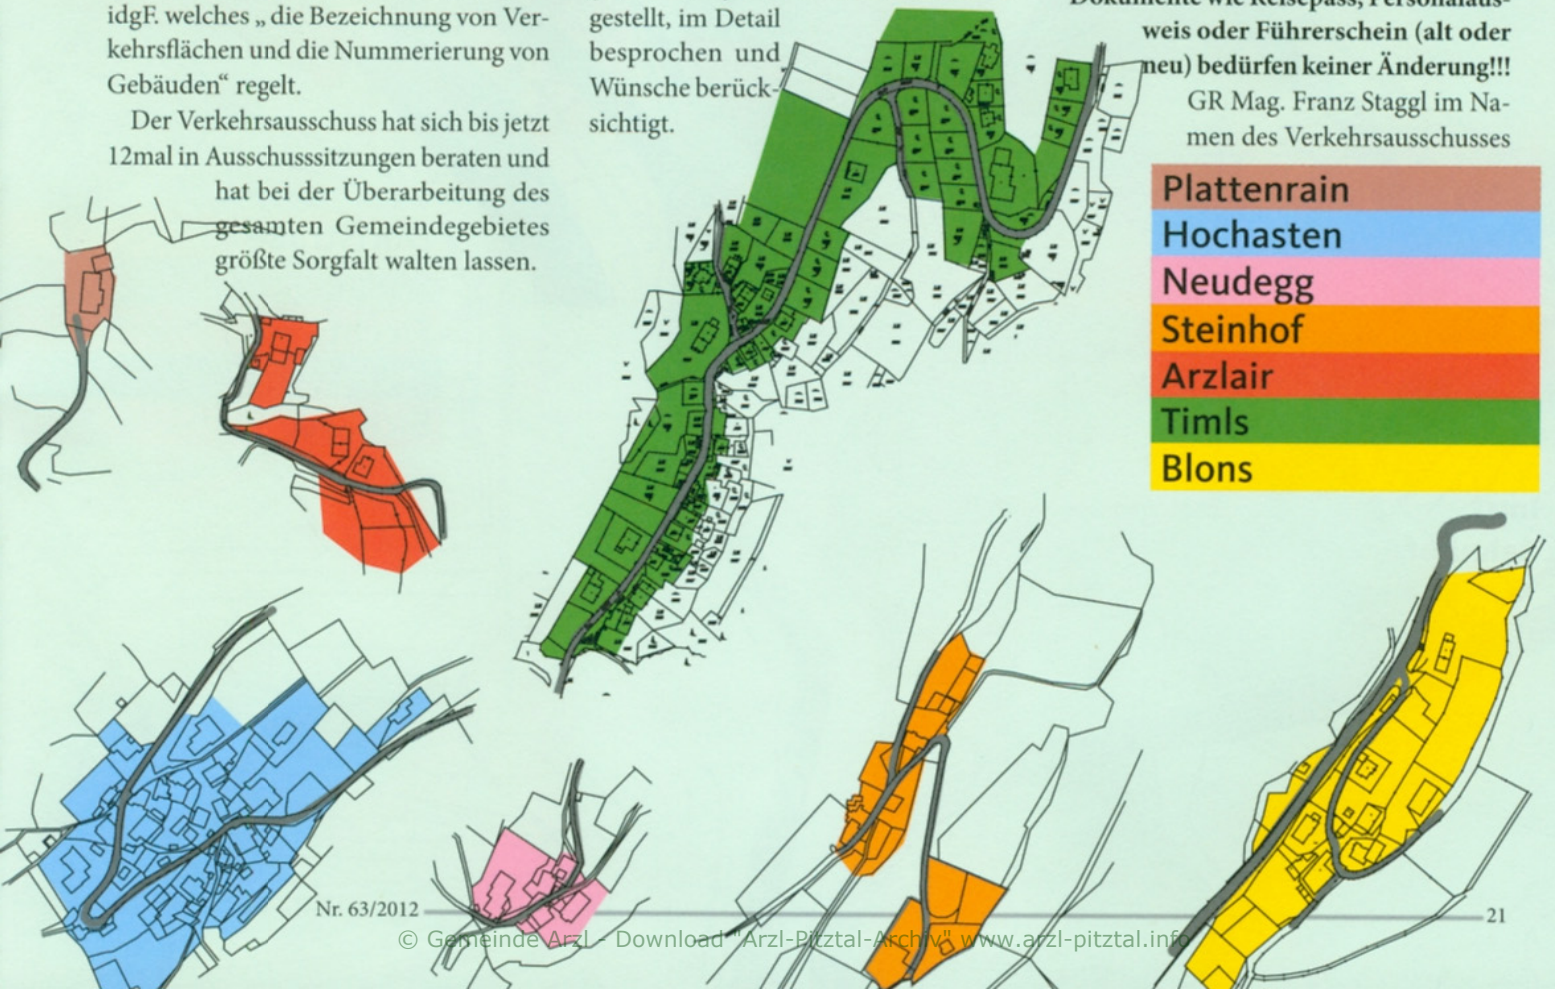 idgF. welches „ die Bezeichnung von Ver-
kehrsflächen und die Nummerierung von
Gebäuden“ regelt.
Der Verkehrsausschuss hat sich bis jetzt
12mal in Ausschusssitzungen beraten und
hat bei der Überarbeitung des
gesamten Gemeindegebietes
größte Sorgfalt walten lassen.
gestellt, im Detail
besprochen und
Wünsche berück-
sichtigt.
Dokumente wie Reisepass, Personalaus-
weis oder Führerschein (alt oder
neu) bedürfen keiner Änderung!!!
GR Mag. Franz Staggl im Na-
men des Verkehrsausschusses
Plattenrain
Hochasten
Neudegg
Steinhof
Arzlair
Timls
Blons
Nr. 63/2012
21
© Gemeinde Arzl - Download "Arzl-Pitztal-Archiv" www.arzl-pitztal.info